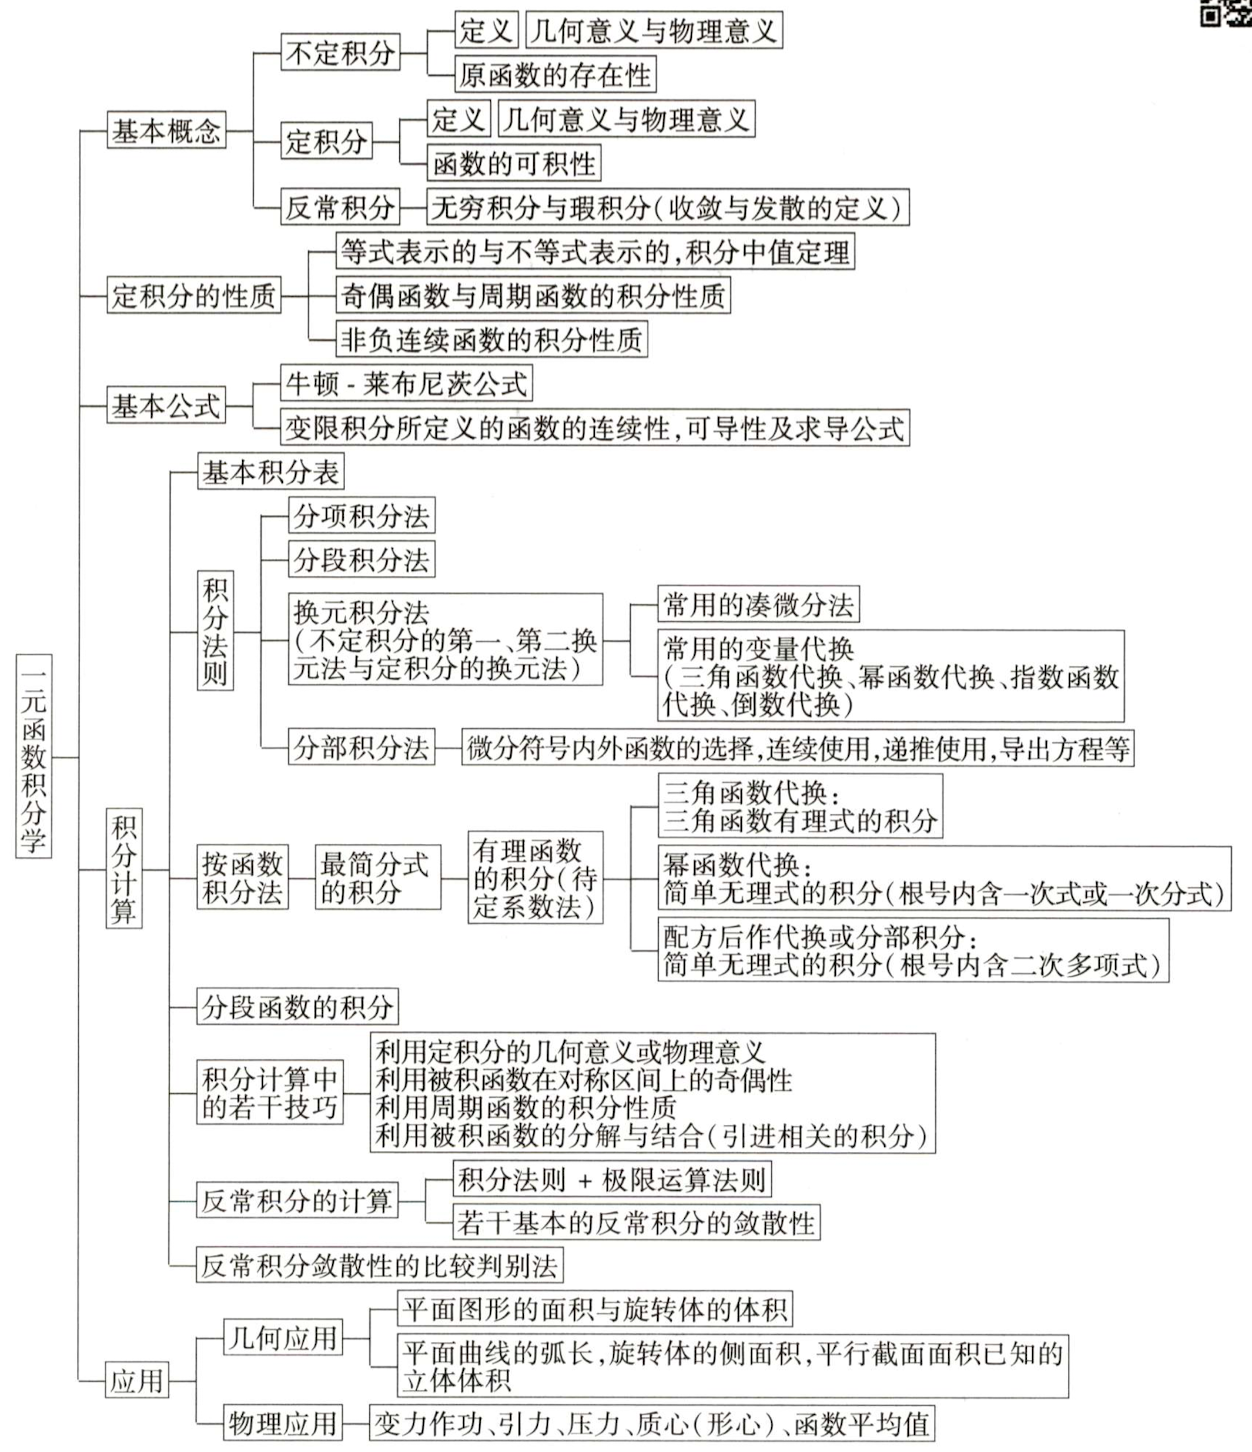 不定积分
定义
几何意义与物理意义
原函数的存在性
基本概念
定积分
定义
几何意义与物理意义
函数的可积性
反常积分
无穷积分与瑕积分(收敛与发散的定义)
定积分的性质
等式表示的与不等式表示的,积分中值定理
奇偶函数与周期函数的积分性质
非负连续函数的积分性质
基本公式
牛顿-莱布尼茨公式
变限积分所定义的函数的连续性,可导性及求导公式
一元函数积分学
积分计算
基本积分表
积分法则
分项积分法
分段积分法
换元积分法
(不定积分的第一、第二换
元法与定积分的换元法)
常用的凑微分法
常用的变量代换
(三角函数代换、幂函数代换、指数函数
代换、倒数代换)
分部积分法
微分符号内外函数的选择,连续使用,递推使用,导出方程等
按函数
积分法
最简分式
的积分
有理函数
的积分(待
定系数法)
三角函数代换:
三角函数有理式的积分
幂函数代换:
简单无理式的积分(根号内含一次式或一次分式)
配方后作代换或分部积分:
简单无理式的积分(根号内含二次多项式)
分段函数的积分
积分计算中
的若干技巧
利用定积分的几何意义或物理意义
利用被积函数在对称区间上的奇偶性
利用周期函数的积分性质
利用被积函数的分解与结合(引进相关的积分)
反常积分的计算
积分法则 + 极限运算法则
若干基本的反常积分的敛散性
反常积分敛散性的比较判别法
应用
几何应用
平面图形的面积与旋转体的体积
平面曲线的弧长,旋转体的侧面积,平行截面面积已知的
立体体积
物理应用
变力作功、引力、压力、质心(形心)、函数平均值